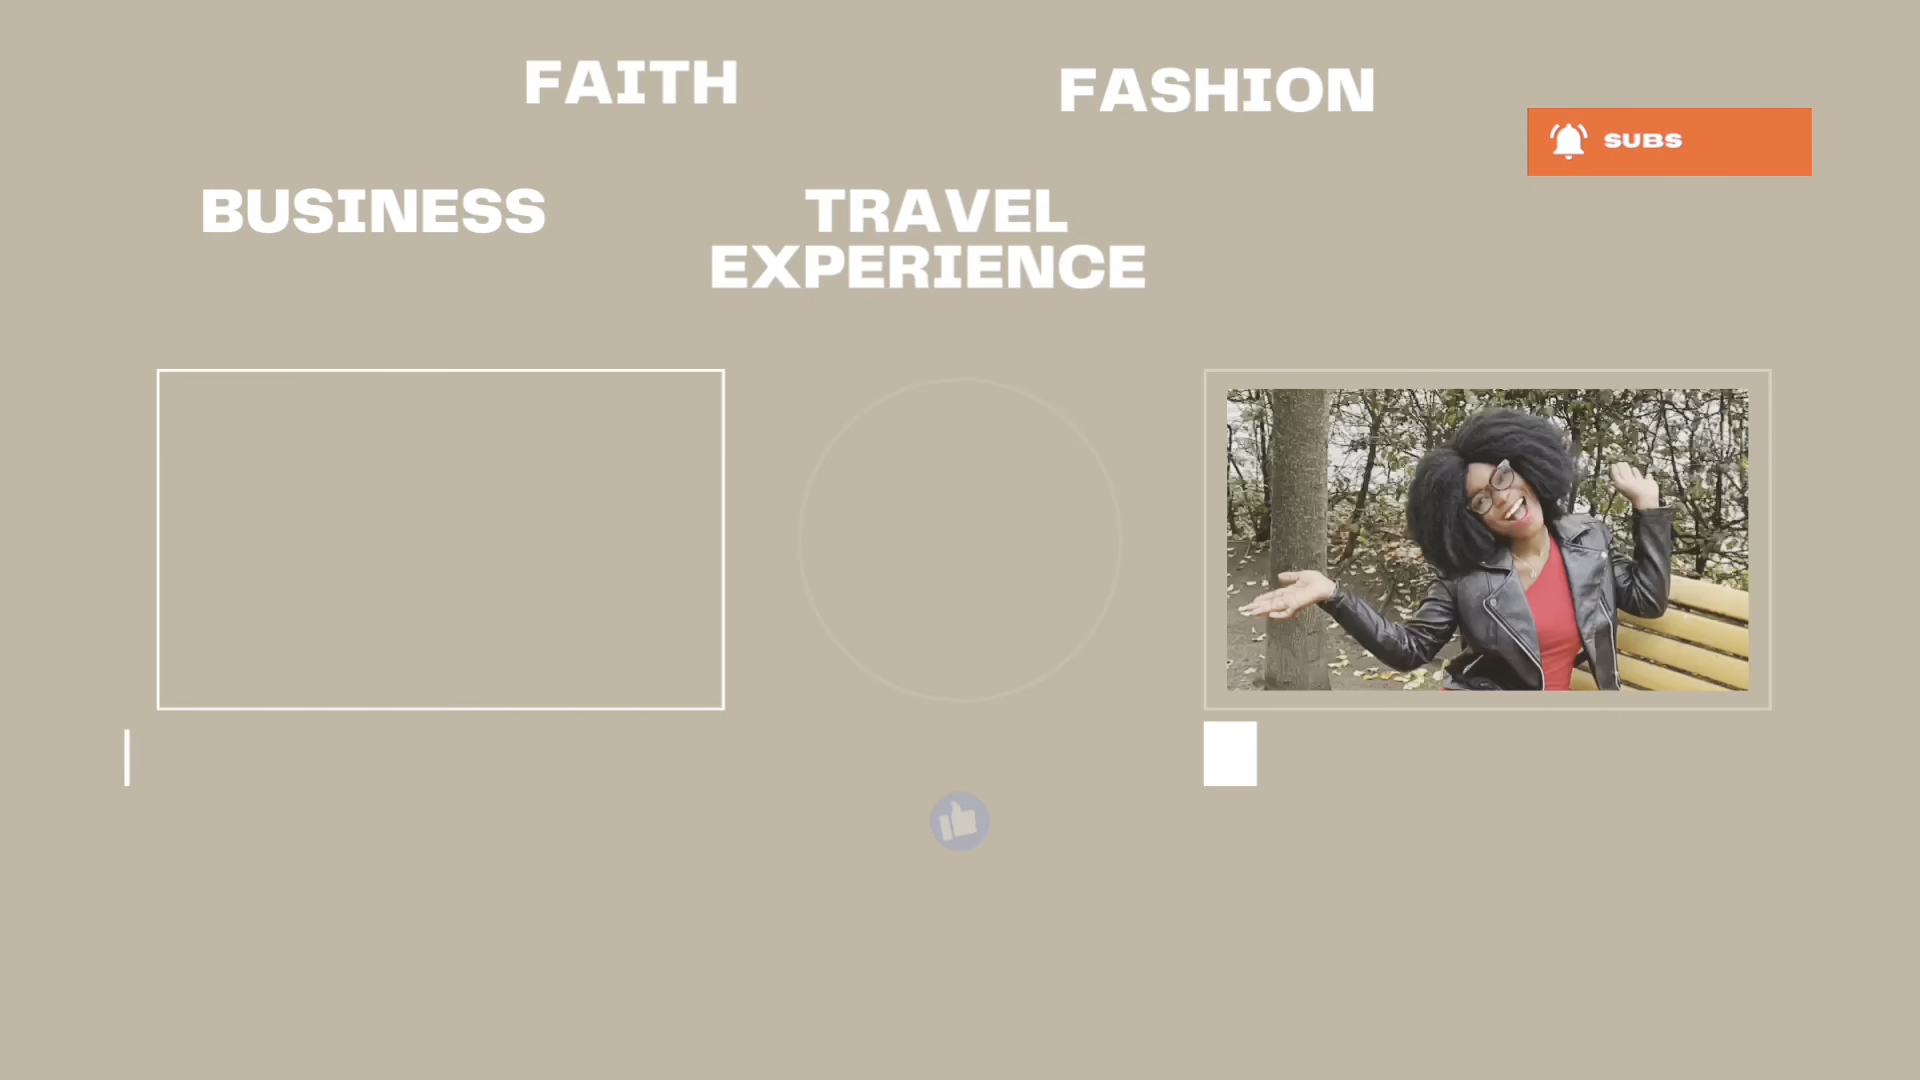 FAITH
FASHION
SUBS
BUSINESS
TRAVEL
EXPERIENCE